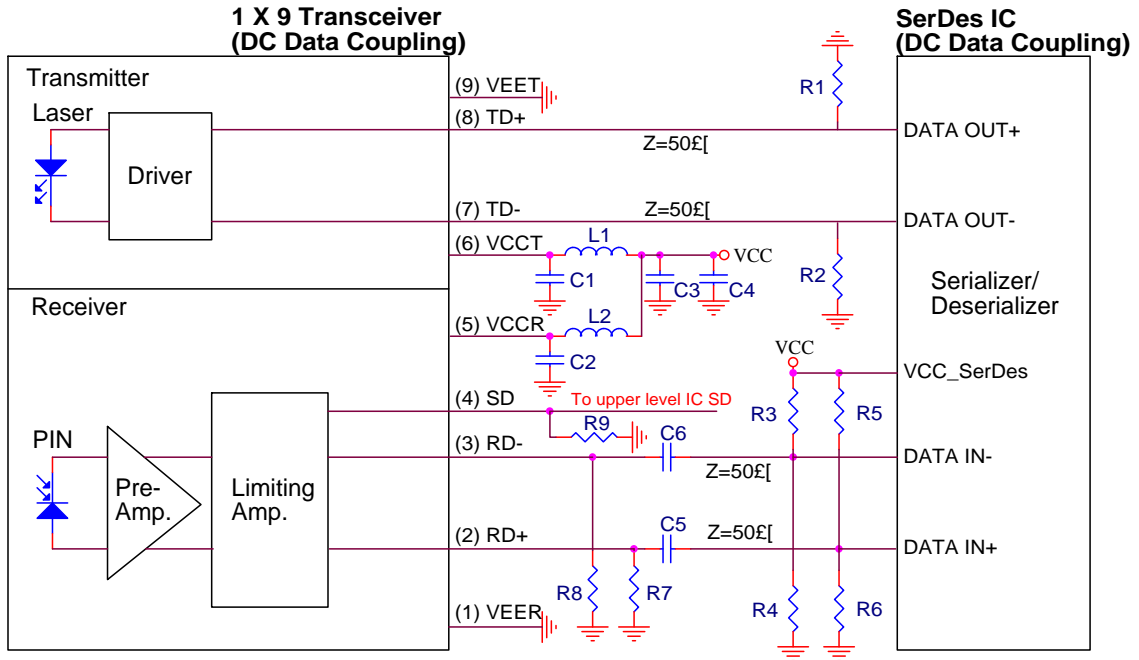 1 X 9 Transceiver
(DC Data Coupling)
SerDes IC
(DC Data Coupling)
Transmitter
Laser
Driver
(9) VEET
(8) TD+
Z=50£[
R1
DATA OUT+
(7) TD-
Z=50£[
DATA OUT-
(6) VCCT
L1
VCC
C1
C3
C4
R2
Serializer/
Deserializer
Receiver
(5) VCCR
L2
C2
VCC
VCC_SerDes
(4) SD
To upper level IC SD
R3
R5
R9
PIN
(3) RD-
C6
Z=50£[
DATA IN-
Pre-
Amp.
Limiting
Amp.
(2) RD+
C5
Z=50£[
DATA IN+
R8
R7
R4
R6
(1) VEER